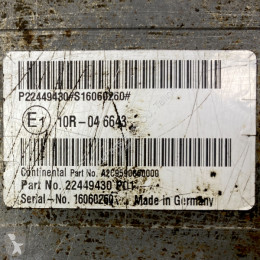 P22449430#S16060260#
E1 10R-04 6643
Continental Part No. A2C9590600000
Part No. 22449430 P01
Serial-No. 16060260 Made in Germany